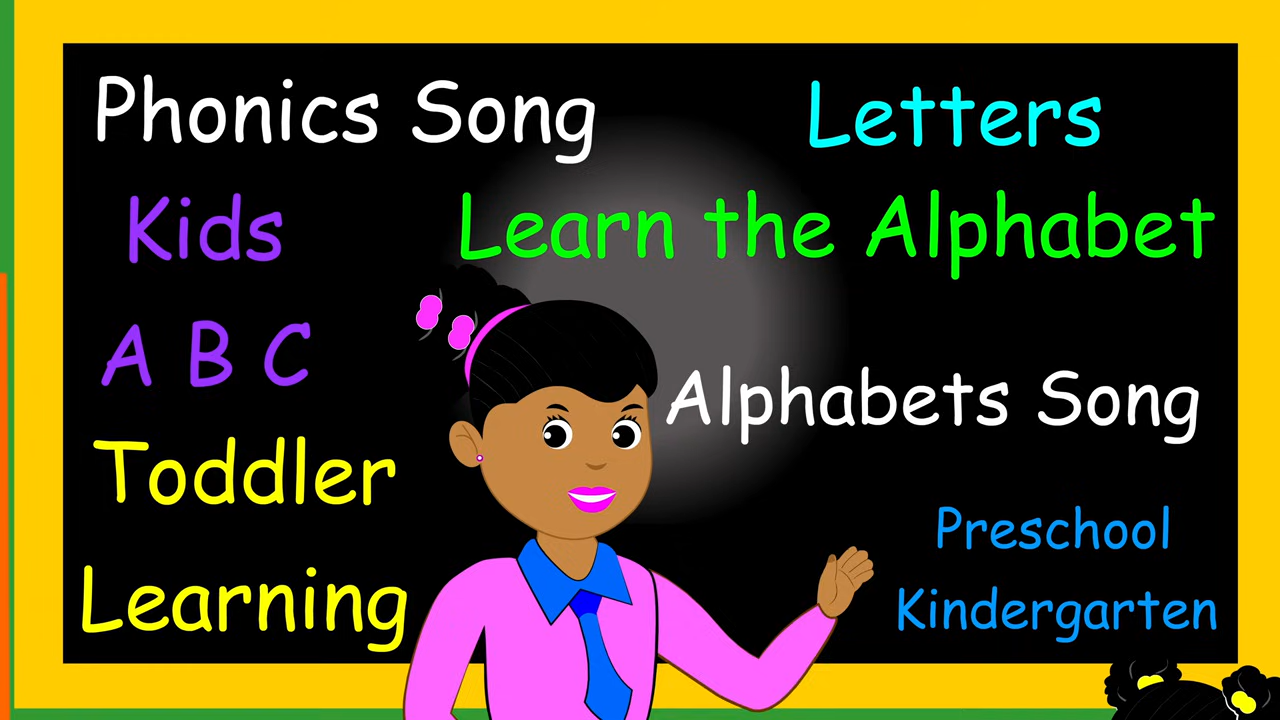 Phonics Song
Letters
Kids
Learn the Alphabet
A B C
Alphabets Song
Toddler
Preschool
Learning
Kindergarten